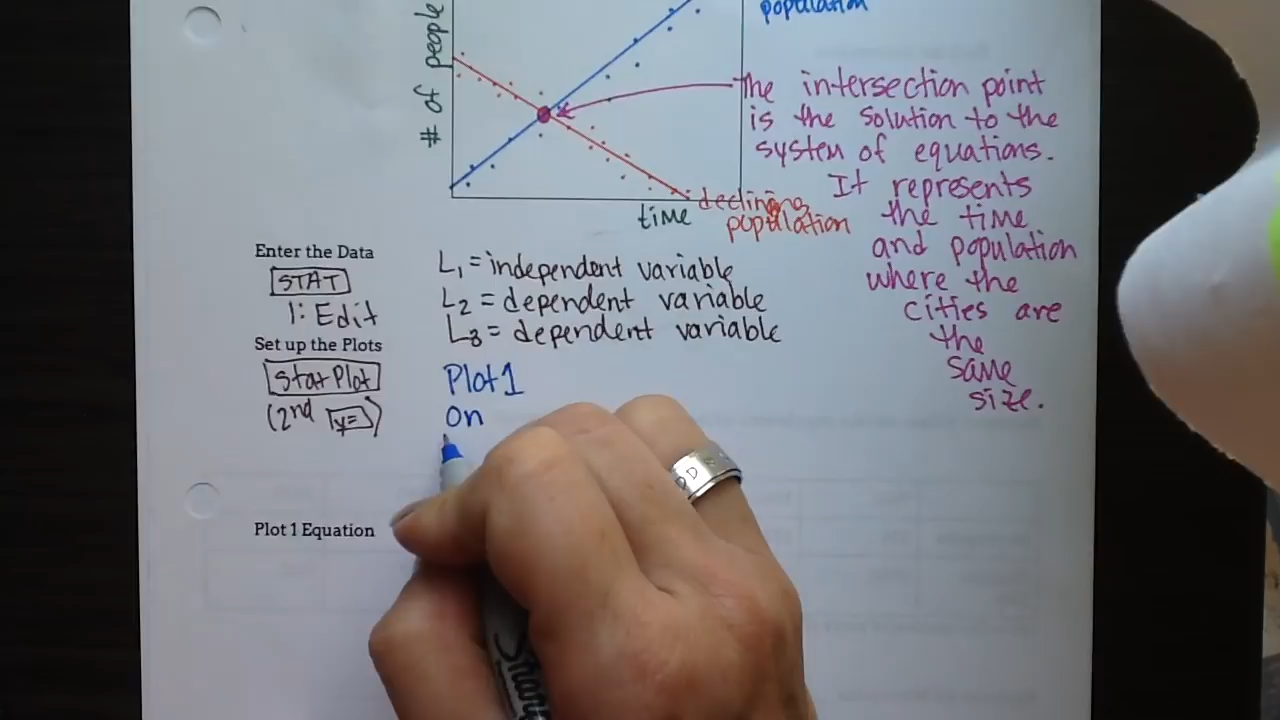 population
# of people
The intersection point
is the solution to the
system of equations.
It represents
the time
and population
where the
cities are
the
same
size.
time
declining
population
Enter the Data
STAT
1: Edit
L1 = independent variable
L2 = dependent variable
L3 = dependent variable
Set up the Plots
Stat Plot
(2nd y=)
Plot1
on
Plot 1 Equation
Sharp